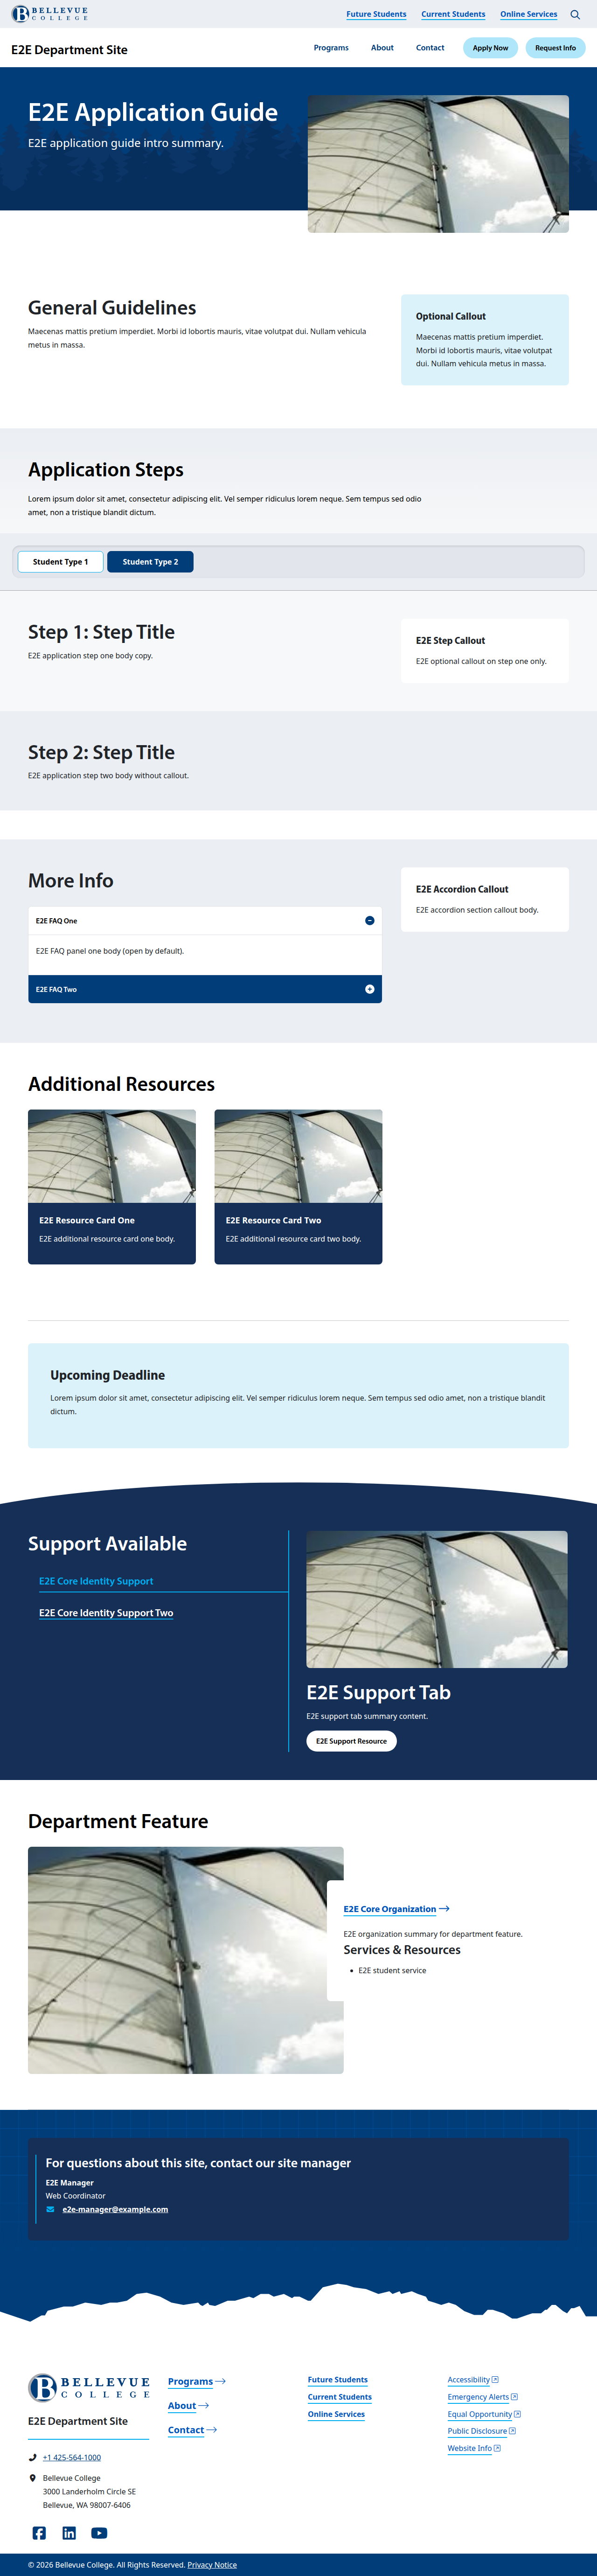 BELLEVUE
COLLEGE
Future Students
Current Students
Online Services
E2E Department Site
Programs
About
Contact
Apply Now
Request Info
E2E Application Guide
E2E application guide intro summary.
General Guidelines
Maecenas mattis pretium imperdiet. Morbi id lobortis mauris, vitae volutpat dui. Nullam vehicula
metus in massa.
Optional Callout
Maecenas mattis pretium imperdiet.
Morbi id lobortis mauris, vitae volutpat
dui. Nullam vehicula metus in massa.
Application Steps
Lorem ipsum dolor sit amet, consectetur adipiscing elit. Vel semper ridiculus lorem neque. Sem tempus sed odio
amet, non a tristique blandit dictum.
Student Type 1
Student Type 2
Step 1: Step Title
E2E application step one body copy.
E2E Step Callout
E2E optional callout on step one only.
Step 2: Step Title
E2E application step two body without callout.
More Info
E2E FAQ One
E2E FAQ panel one body (open by default).
E2E FAQ Two
E2E Accordion Callout
E2E accordion section callout body.
Additional Resources
E2E Resource Card One
E2E additional resource card one body.
E2E Resource Card Two
E2E additional resource card two body.
Upcoming Deadline
Lorem ipsum dolor sit amet, consectetur adipiscing elit. Vel semper ridiculus lorem neque. Sem tempus sed odio amet, non a tristique blandit
dictum.
Support Available
E2E Core Identity Support
E2E Core Identity Support Two
E2E Support Tab
E2E support tab summary content.
E2E Support Resource
Department Feature
E2E Core Organization
E2E organization summary for department feature.
Services & Resources
E2E student service
For questions about this site, contact our site manager
E2E Manager
Web Coordinator
e2e-manager@example.com
BELLEVUE
COLLEGE
E2E Department Site
+1 425-564-1000
Bellevue College
3000 Landerholm Circle SE
Bellevue, WA 98007-6406
Programs
About
Contact
Future Students
Current Students
Online Services
Accessibility
Emergency Alerts
Equal Opportunity
Public Disclosure
Website Info
© 2026 Bellevue College. All Rights Reserved. Privacy Notice